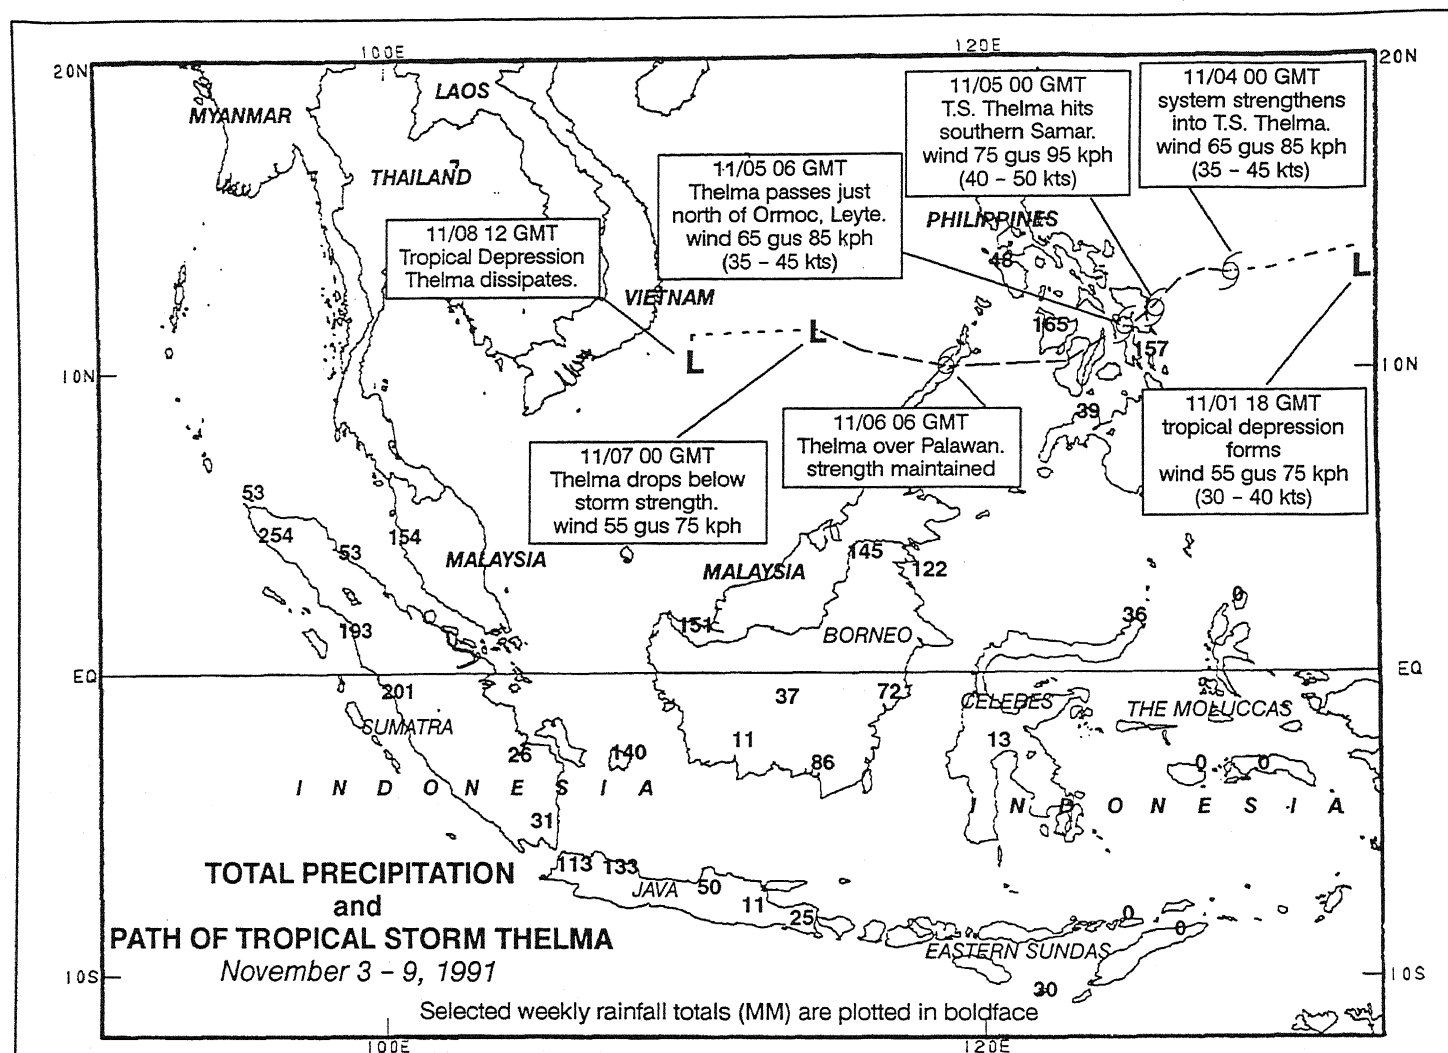 100E
120E
20N
20N
11/04 00 GMT
system strengthens
into T.S. Thelma.
wind 65 gus 85 kph
(35 – 45 kts)
11/05 00 GMT
T.S. Thelma hits
southern Samar.
wind 75 gus 95 kph
(40 – 50 kts)
LAOS
MYANMAR
7
THAILAND
11/05 06 GMT
Thelma passes just
north of Ormoc, Leyte.
wind 65 gus 85 kph
(35 – 45 kts)
PHILIPPINES
11/08 12 GMT
Tropical Depression
Thelma dissipates.
48
L
VIETNAM
165
L
157
L
10N
10N
39
11/01 18 GMT
tropical depression
forms
wind 55 gus 75 kph
(30 – 40 kts)
11/06 06 GMT
Thelma over Palawan.
strength maintained
11/07 00 GMT
Thelma drops below
storm strength.
wind 55 gus 75 kph
53
254
53
154
MALAYSIA
MALAYSIA
145
122
0
36
193
151
BORNEO
EQ
EQ
201
37
72
CELEBES
THE MOLUCCAS
SUMATRA
26
140
11
86
13
0
0
INDONESIA
INDONESIA
31
113
133
JAVA
50
11
25
0
0
TOTAL PRECIPITATION
and
PATH OF TROPICAL STORM THELMA
November 3 – 9, 1991
EASTERN SUNDAS
30
10S
10S
Selected weekly rainfall totals (MM) are plotted in boldface
100E
120E